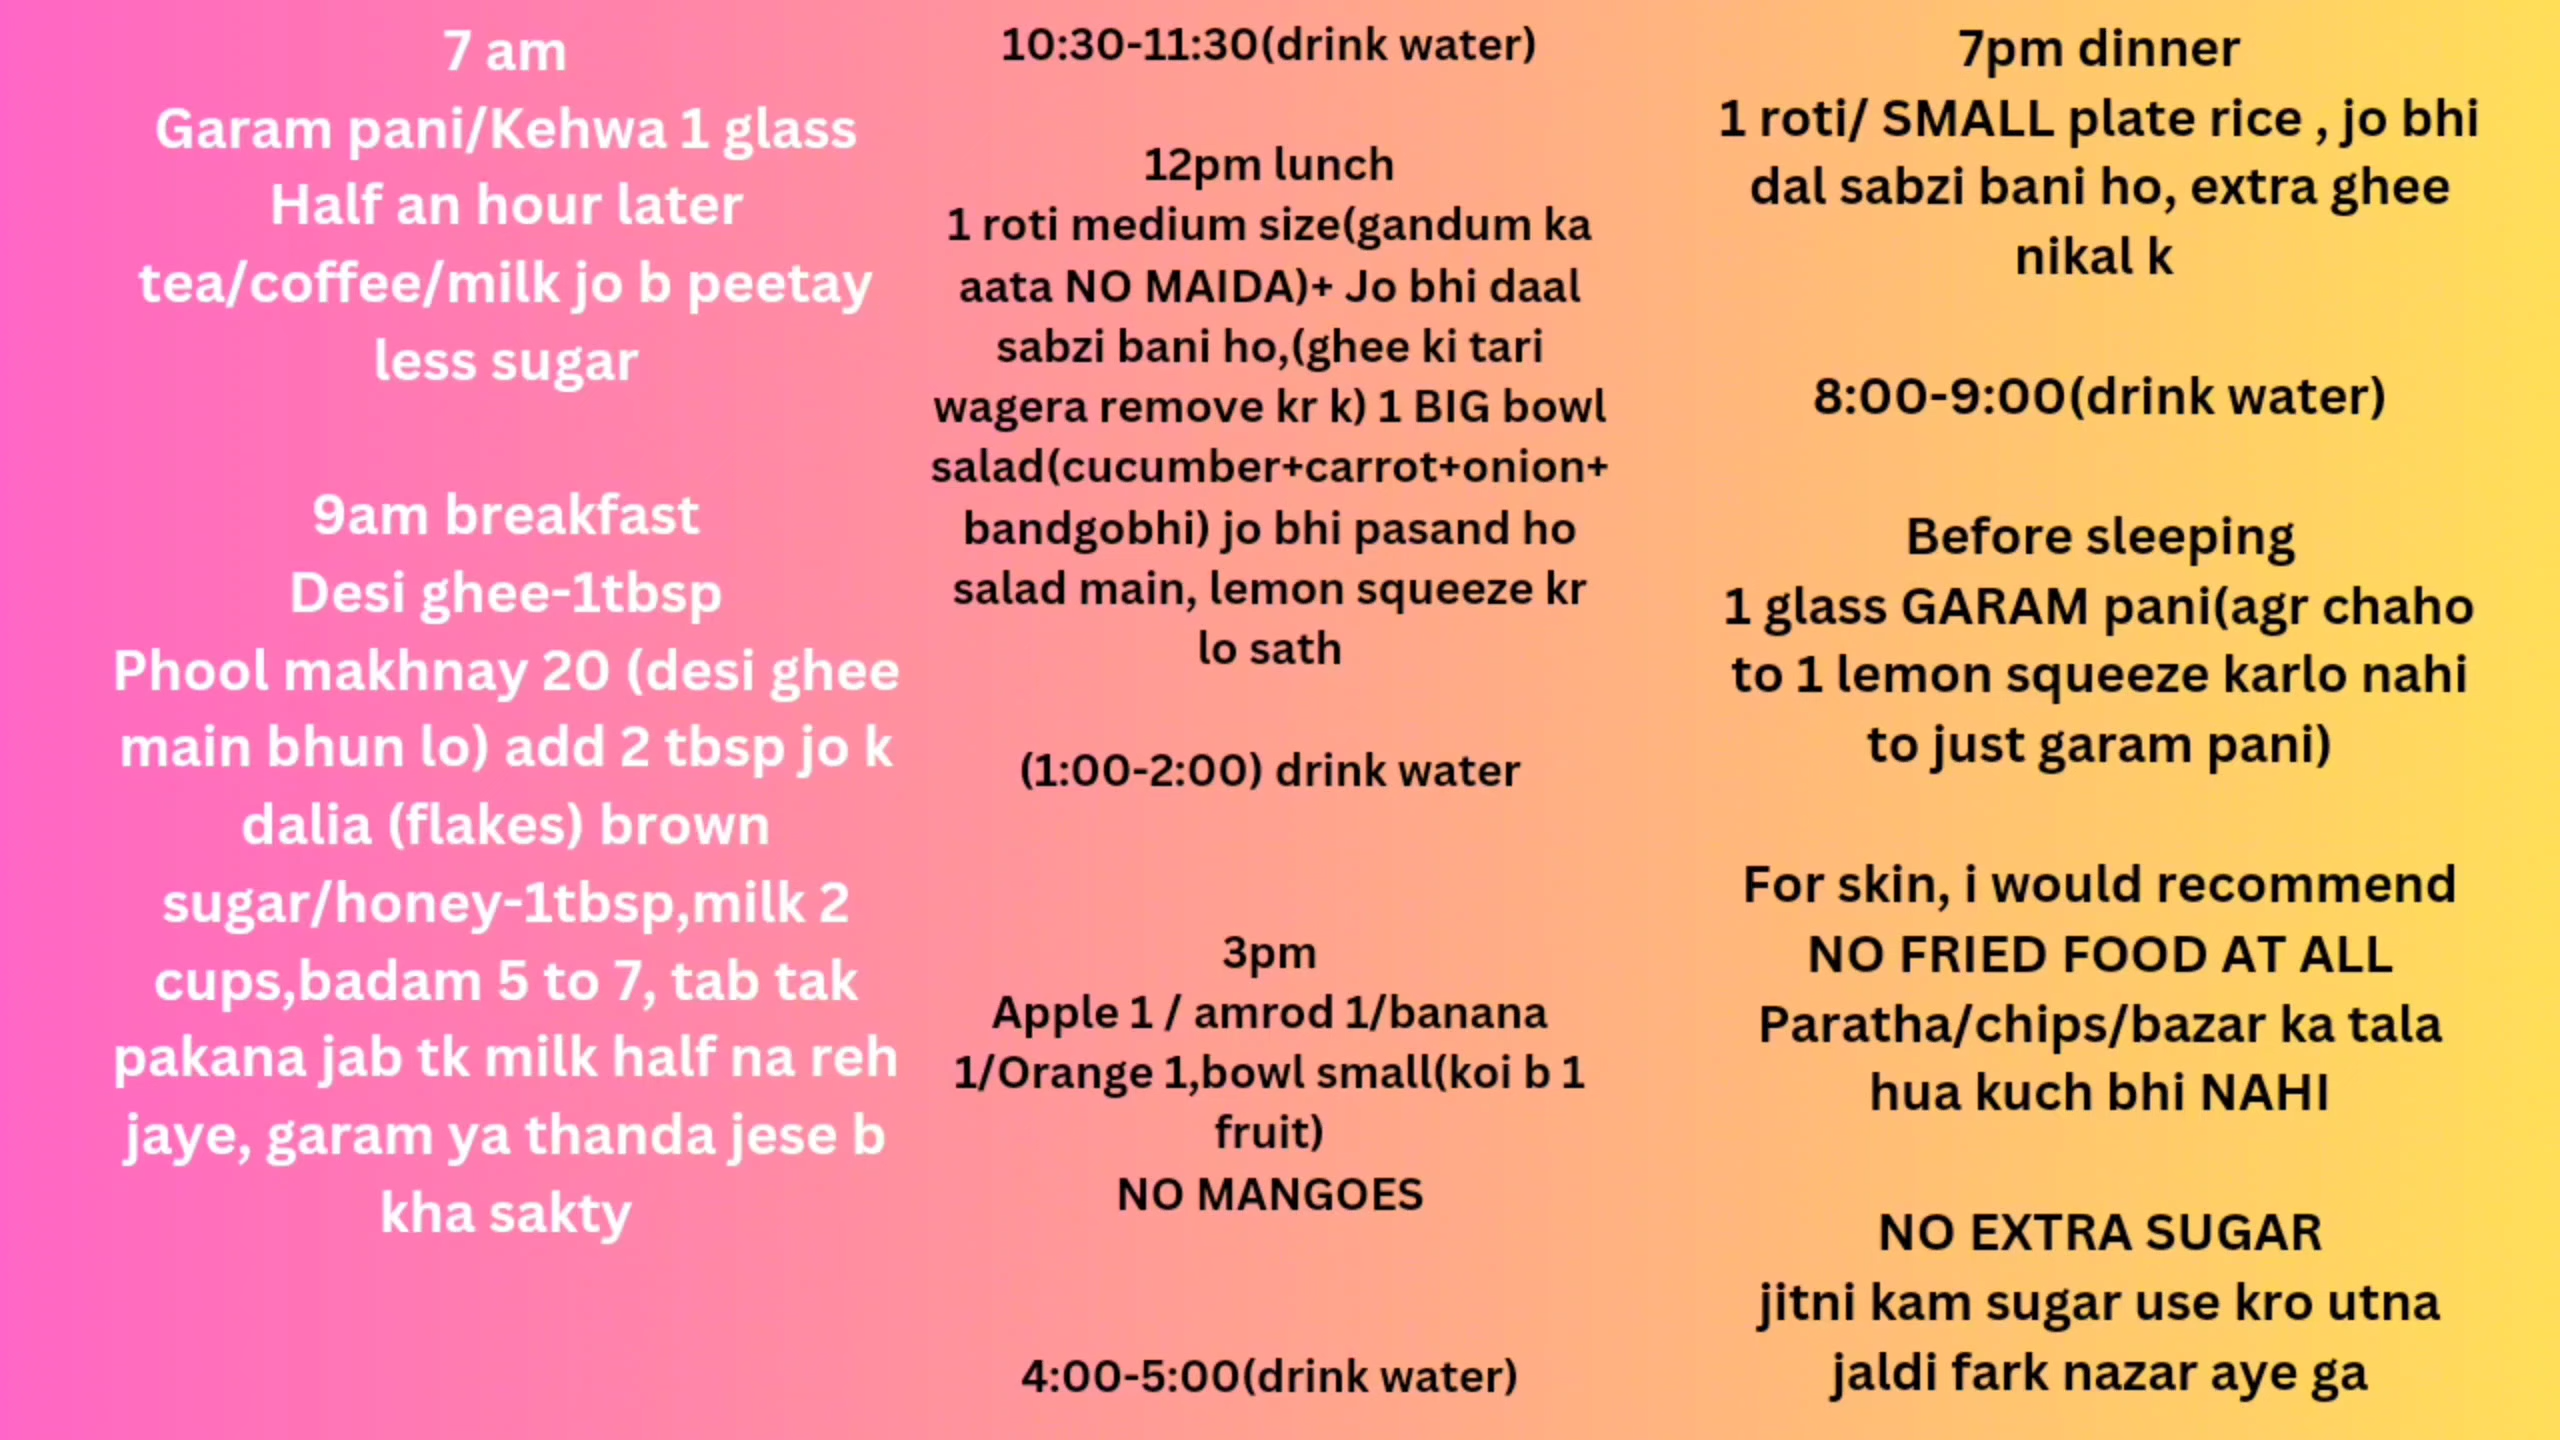 7 am
Garam pani/Kehwa 1 glass
Half an hour later
tea/coffee/milk jo b peetay
less sugar
9am breakfast
Desi ghee-1tbsp
Phool makhnay 20 (desi ghee
main bhun lo) add 2 tbsp jo k
dalia (flakes) brown
sugar/honey-1tbsp,milk 2
cups,badam 5 to 7, tab tak
pakana jab tk milk half na reh
jaye, garam ya thanda jese b
kha sakty
10:30-11:30(drink water)
12pm lunch
1 roti medium size(gandum ka
aata NO MAIDA)+ Jo bhi daal
sabzi bani ho,(ghee ki tari
wagera remove kr k) 1 BIG bowl
salad(cucumber+carrot+onion+
bandgobhi) jo bhi pasand ho
salad main, lemon squeeze kr
lo sath
(1:00-2:00) drink water
3pm
Apple 1 / amrod 1/banana
1/Orange 1,bowl small(koi b 1
fruit)
NO MANGOES
4:00-5:00(drink water)
7pm dinner
1 roti/ SMALL plate rice , jo bhi
dal sabzi bani ho, extra ghee
nikal k
8:00-9:00(drink water)
Before sleeping
1 glass GARAM pani(agr chaho
to 1 lemon squeeze karlo nahi
to just garam pani)
For skin, i would recommend
NO FRIED FOOD AT ALL
Paratha/chips/bazar ka tala
hua kuch bhi NAHI
NO EXTRA SUGAR
jitni kam sugar use kro utna
jaldi fark nazar aye ga